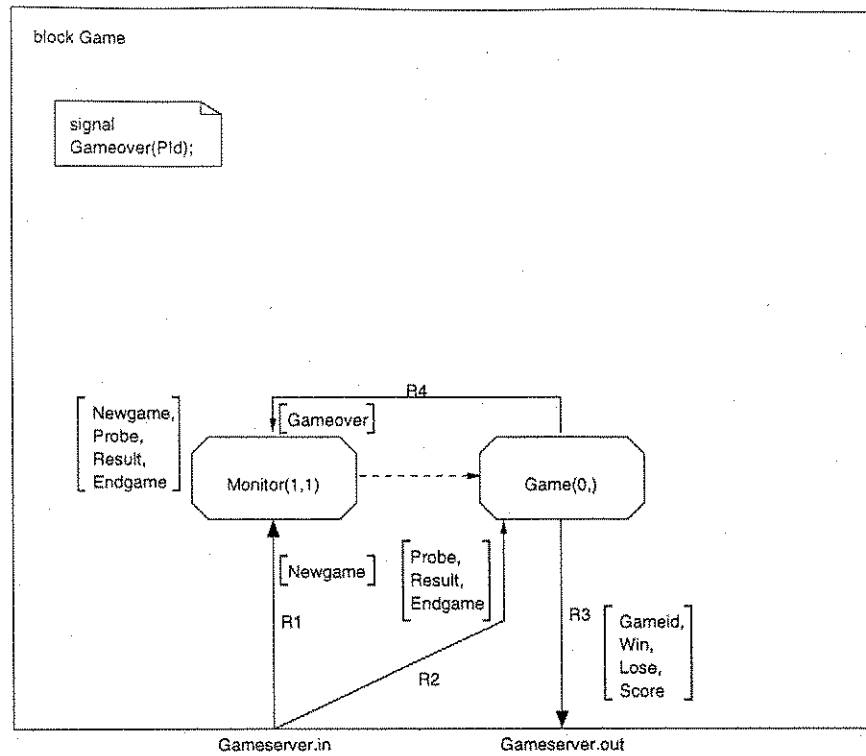 block Game
signal
Gameover(PId);
R4
Newgame,
Probe,
Result,
Endgame
Gameover
Monitor(1,1)
Game(0,)
Newgame
Probe,
Result,
Endgame
R1
R2
R3
Gameid,
Win,
Lose,
Score
Gameserver.in
Gameserver.out